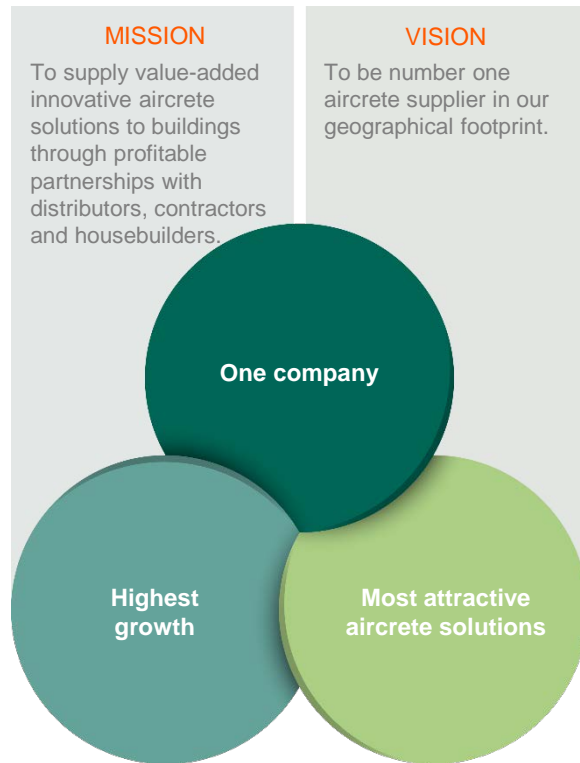 MISSION
To supply value-added
innovative aircrete
solutions to buildings
through profitable
partnerships with
distributors, contractors
and housebuilders.
VISION
To be number one
aircrete supplier in our
geographical footprint.
One company
Highest
growth
Most attractive
aircrete solutions